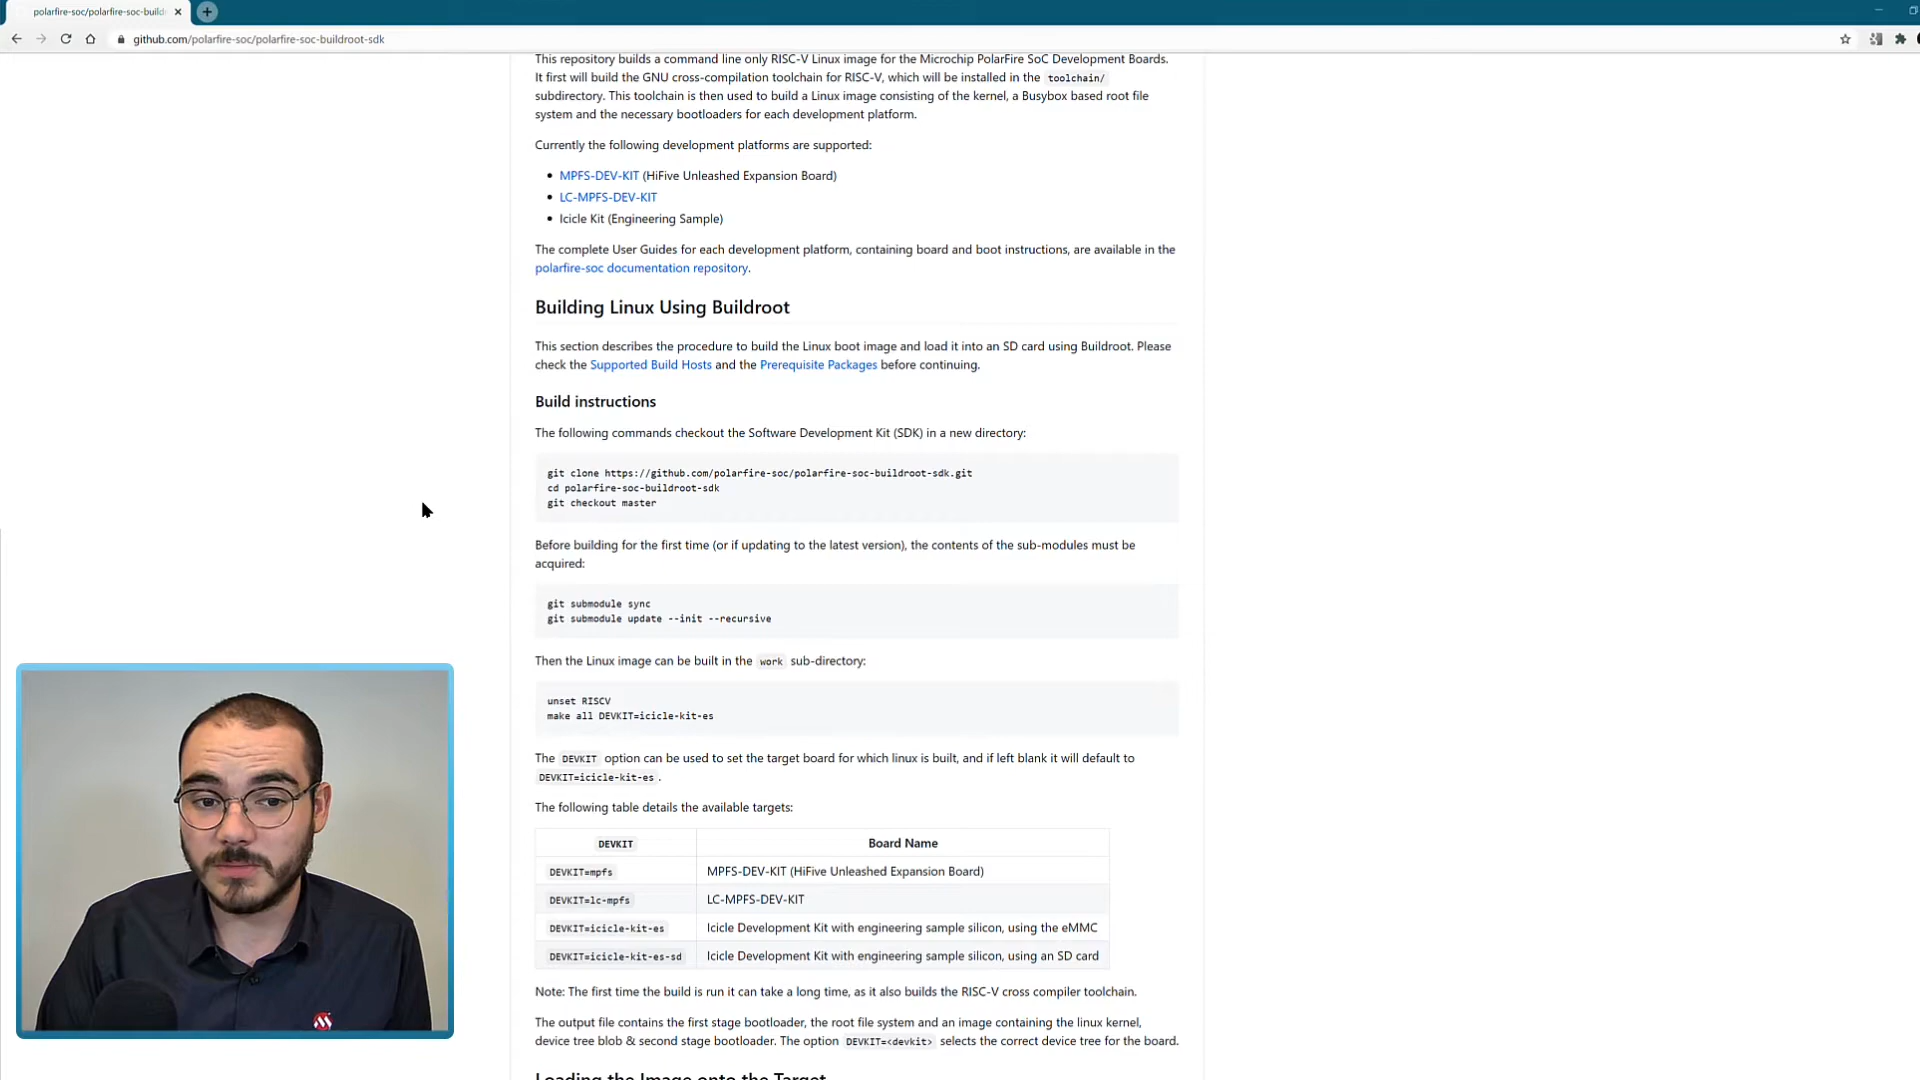 polarfire-soc/polarfire-soc-build
github.com/polarfire-soc/polarfire-soc-buildroot-sdk
This repository builds a command line only RISC-V Linux image for the Microchip PolarFire SoC Development Boards.
It first will build the GNU cross-compilation toolchain for RISC-V, which will be installed in the toolchain/
subdirectory. This toolchain is then used to build a Linux image consisting of the kernel, a Busybox based root file
system and the necessary bootloaders for each development platform.
Currently the following development platforms are supported:
• MPFS-DEV-KIT (HiFive Unleashed Expansion Board)
• LC-MPFS-DEV-KIT
• Icicle Kit (Engineering Sample)
The complete User Guides for each development platform, containing board and boot instructions, are available in the
polarfire-soc documentation repository.
Building Linux Using Buildroot
This section describes the procedure to build the Linux boot image and load it into an SD card using Buildroot. Please
check the Supported Build Hosts and the Prerequisite Packages before continuing.
Build instructions
The following commands checkout the Software Development Kit (SDK) in a new directory:
git clone https://github.com/polarfire-soc/polarfire-soc-buildroot-sdk.git
cd polarfire-soc-buildroot-sdk
git checkout master
Before building for the first time (or if updating to the latest version), the contents of the sub-modules must be
acquired:
git submodule sync
git submodule update --init --recursive
Then the Linux image can be built in the work sub-directory:
unset RISCV
make all DEVKIT=icicle-kit-es
The DEVKIT option can be used to set the target board for which linux is built, and if left blank it will default to
DEVKIT=icicle-kit-es .
The following table details the available targets:
DEVKIT Board Name
DEVKIT=mpfs MPFS-DEV-KIT (HiFive Unleashed Expansion Board)
DEVKIT=lc-mpfs LC-MPFS-DEV-KIT
DEVKIT=icicle-kit-es Icicle Development Kit with engineering sample silicon, using the eMMC
DEVKIT=icicle-kit-es-sd Icicle Development Kit with engineering sample silicon, using an SD card
Note: The first time the build is run it can take a long time, as it also builds the RISC-V cross compiler toolchain.
The output file contains the first stage bootloader, the root file system and an image containing the linux kernel,
device tree blob & second stage bootloader. The option DEVKIT=<devkit> selects the correct device tree for the board.
Loading the Image onto the Target